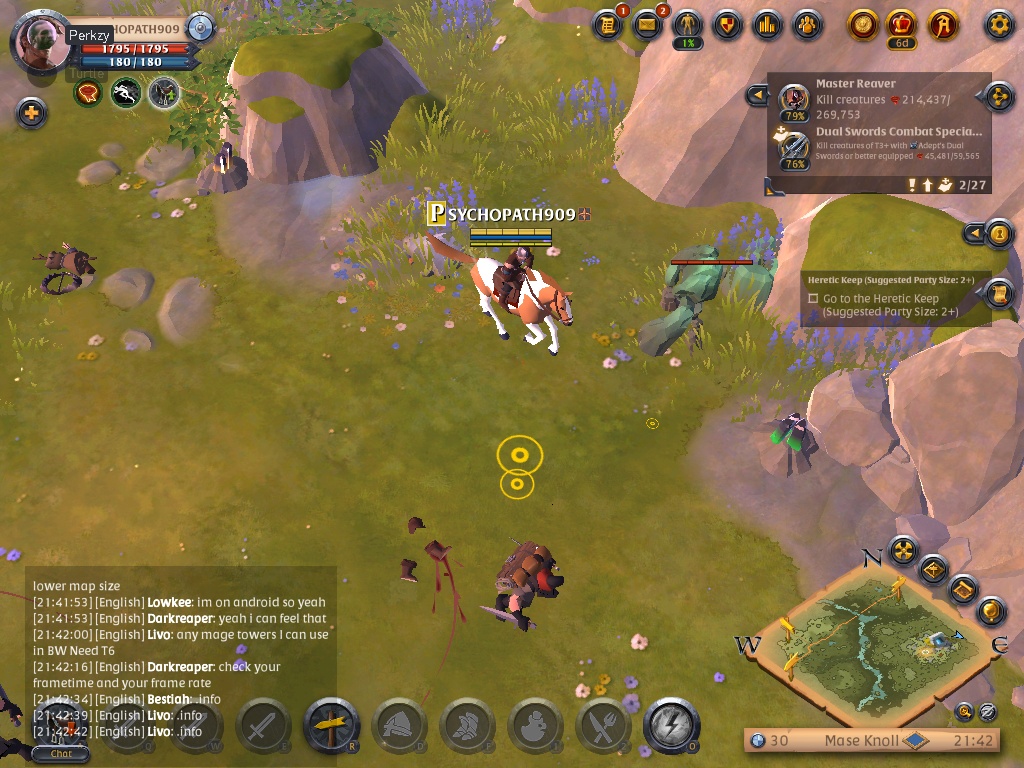 Perkzy
HOPATH909
1795 / 1795
180 / 180
Turtle
1
2
1%
6d
Master Reaver
Kill creatures 214,437/
269,753
79%
Dual Swords Combat Specia...
Kill creatures of T3+ with Adept's Dual
Swords or better equipped 45,481/59,565
76%
2/27
PSYCHOPATH909
Heretic Keep (Suggested Party Size: 2+)
Go to the Heretic Keep
(Suggested Party Size: 2+)
lower map size
[21:41:53] [English] Lowkee: im on android so yeah
[21:41:53] [English] Darkreaper: yeah i can feel that
[21:42:00] [English] Livo: any mage towers I can use
in BW Need T6
[21:42:16] [English] Darkreaper: check your
frametime and your frame rate
[21:42:34] [English] Bestiah: .info
[21:42:39] [English] Livo: .info
[21:42:42] [English] Livo: .info
Chat
Q
W
E
R
D
F
O
N
W
E
30
Mase Knoll
21:42